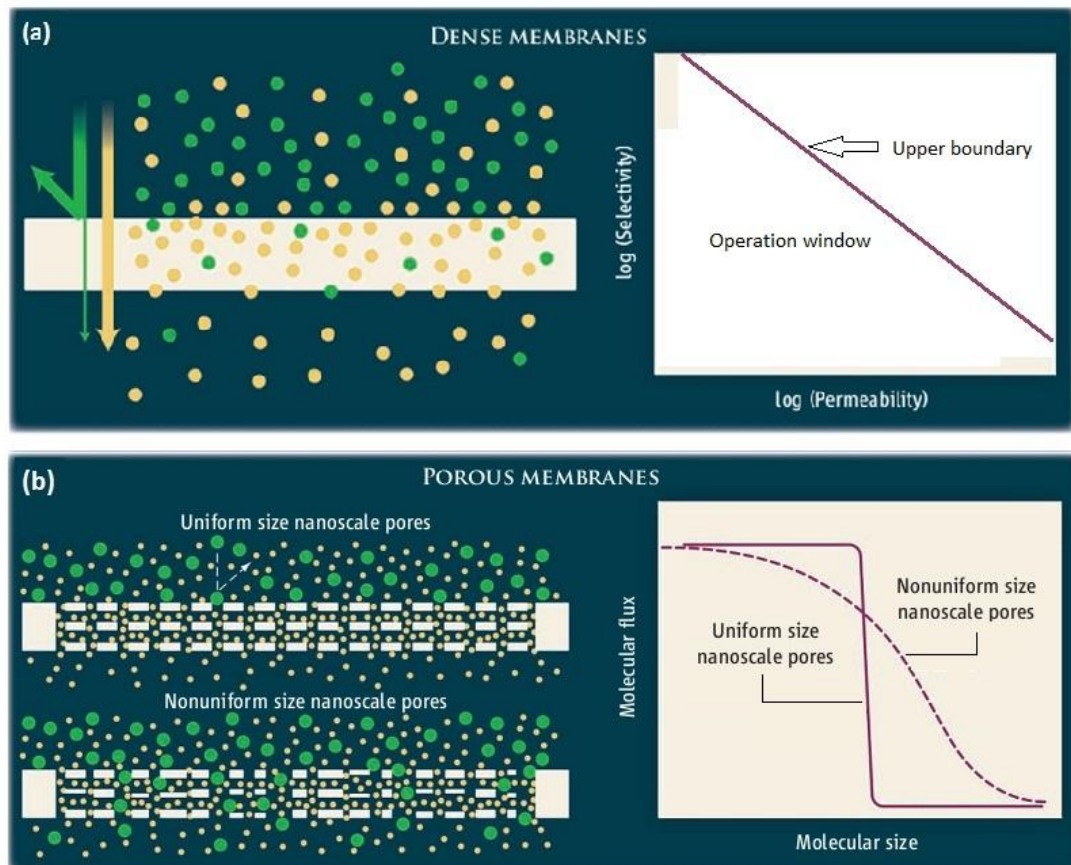 (a)
DENSE MEMBRANES
log (Selectivity)
Upper boundary
Operation window
log (Permeability)
(b)
POROUS MEMBRANES
Uniform size nanoscale pores
Nonuniform size nanoscale pores
Molecular flux
Uniform size
nanoscale pores
Nonuniform size
nanoscale pores
Molecular size